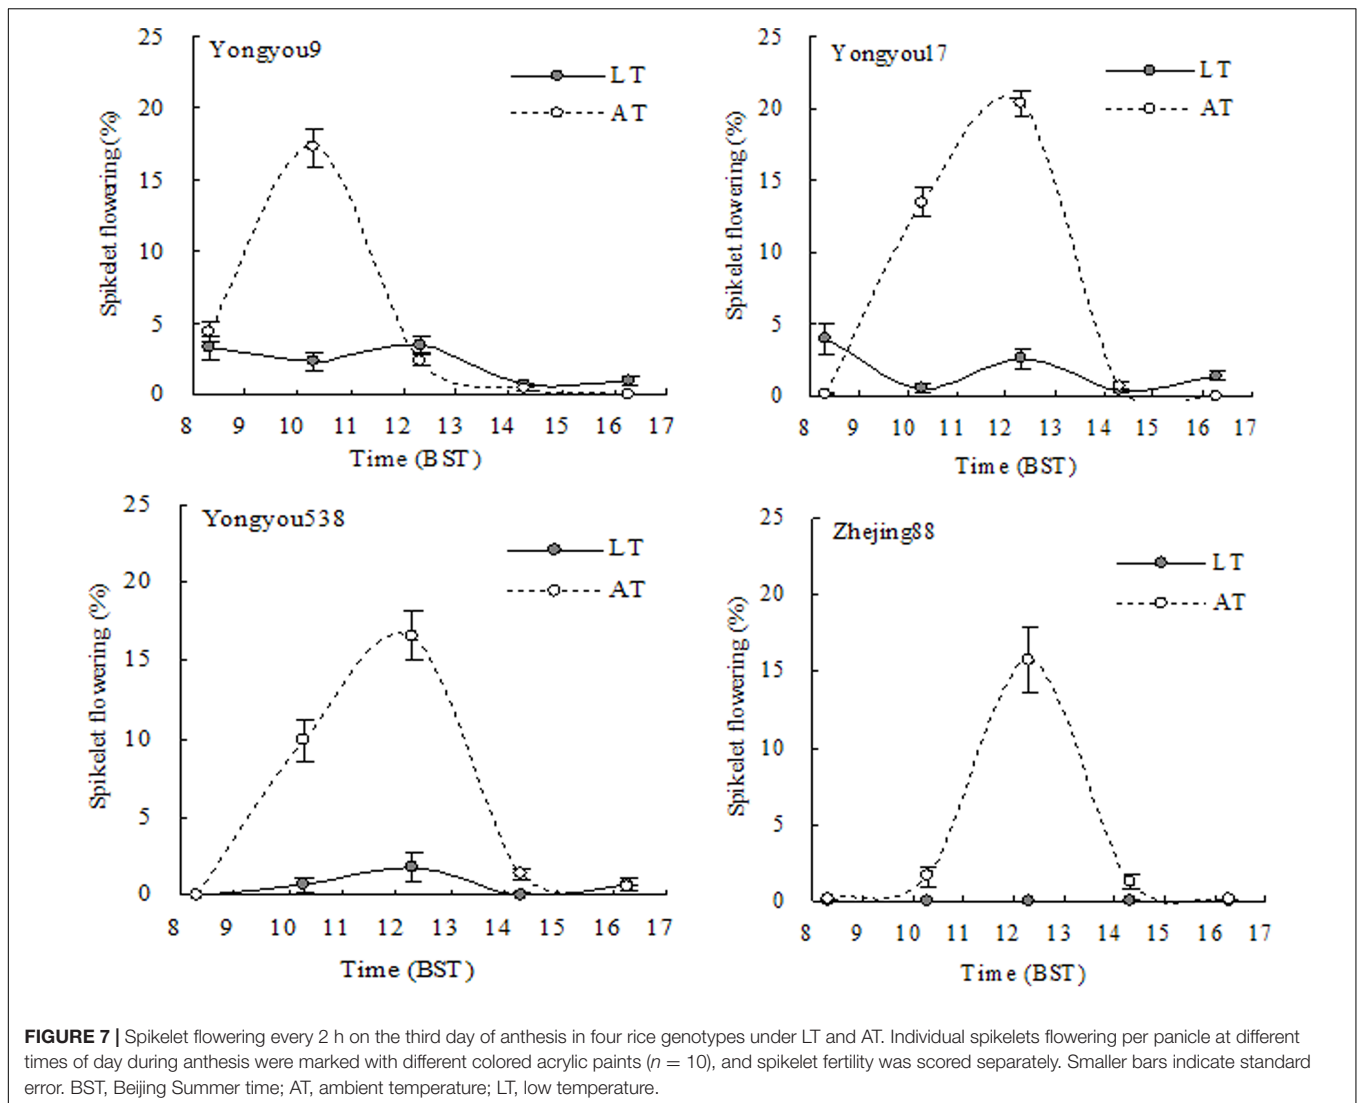 25
20
15
10
5
0
Spikelet flowering (%)
Yongyou9
LT
AT
8 9 10 11 12 13 14 15 16 17
Time (BST)
25
20
15
10
5
0
Spikelet flowering (%)
Yongyou17
LT
AT
8 9 10 11 12 13 14 15 16 17
Time (BST)
25
20
15
10
5
0
Spikelet flowering (%)
Yongyou538
LT
AT
8 9 10 11 12 13 14 15 16 17
Time (BST)
25
20
15
10
5
0
Spikelet flowering (%)
Zhejing88
LT
AT
8 9 10 11 12 13 14 15 16 17
Time (BST)
FIGURE 7 | Spikelet flowering every 2 h on the third day of anthesis in four rice genotypes under LT and AT. Individual spikelets flowering per panicle at different
times of day during anthesis were marked with different colored acrylic paints (n = 10), and spikelet fertility was scored separately. Smaller bars indicate standard
error. BST, Beijing Summer time; AT, ambient temperature; LT, low temperature.